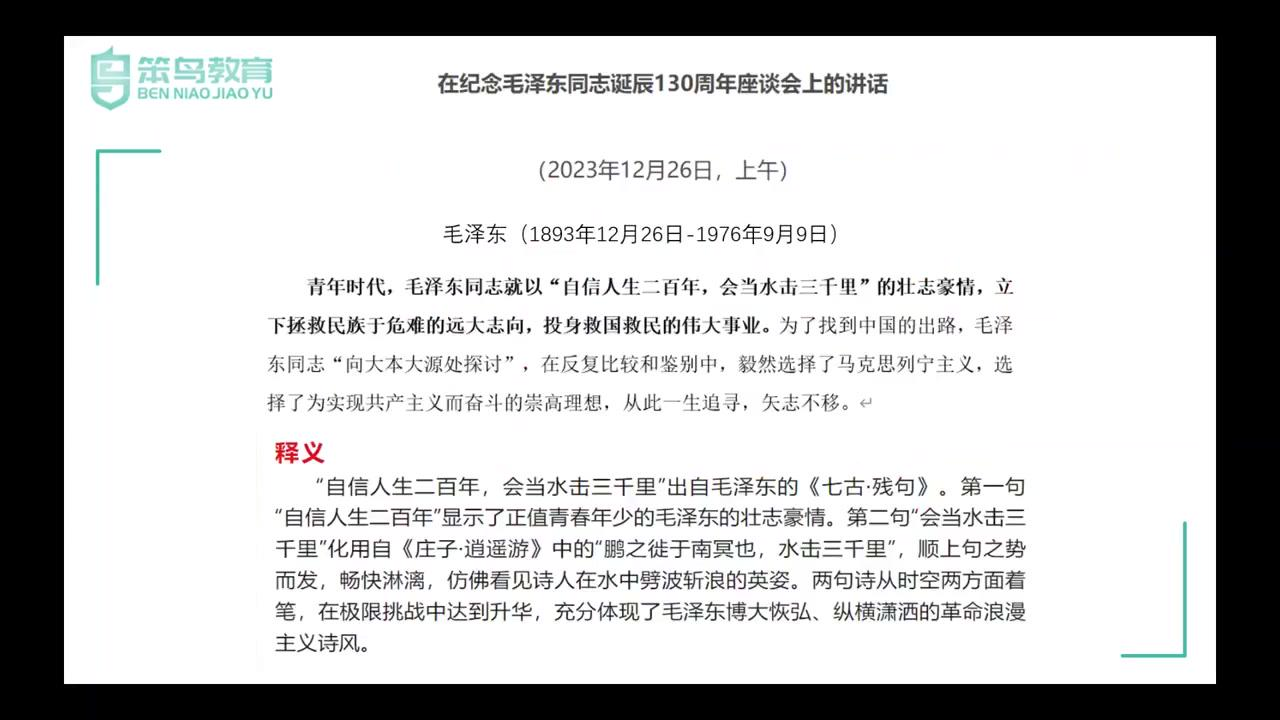 笨鸟教育
BEN NIAO JIAO YU
在纪念毛泽东同志诞辰130周年座谈会上的讲话
（2023年12月26日，上午）
毛泽东（1893年12月26日-1976年9月9日）
青年时代，毛泽东同志就以“自信人生二百年，会当水击三千里”的壮志豪情，立
下拯救民族于危难的远大志向，投身救国救民的伟大事业。为了找到中国的出路，毛泽
东同志“向大本大源处探讨”，在反复比较和鉴别中，毅然选择了马克思列宁主义，选
择了为实现共产主义而奋斗的崇高理想，从此一生追寻，矢志不移。↵
释义
“自信人生二百年，会当水击三千里”出自毛泽东的《七古·残句》。第一句
“自信人生二百年”显示了正值青春年少的毛泽东的壮志豪情。第二句“会当水击三
千里”化用自《庄子·逍遥游》中的“鹏之徙于南冥也，水击三千里”，顺上句之势
而发，畅快淋漓，仿佛看见诗人在水中劈波斩浪的英姿。两句诗从时空两方面着
笔，在极限挑战中达到升华，充分体现了毛泽东博大恢弘、纵横潇洒的革命浪漫
主义诗风。